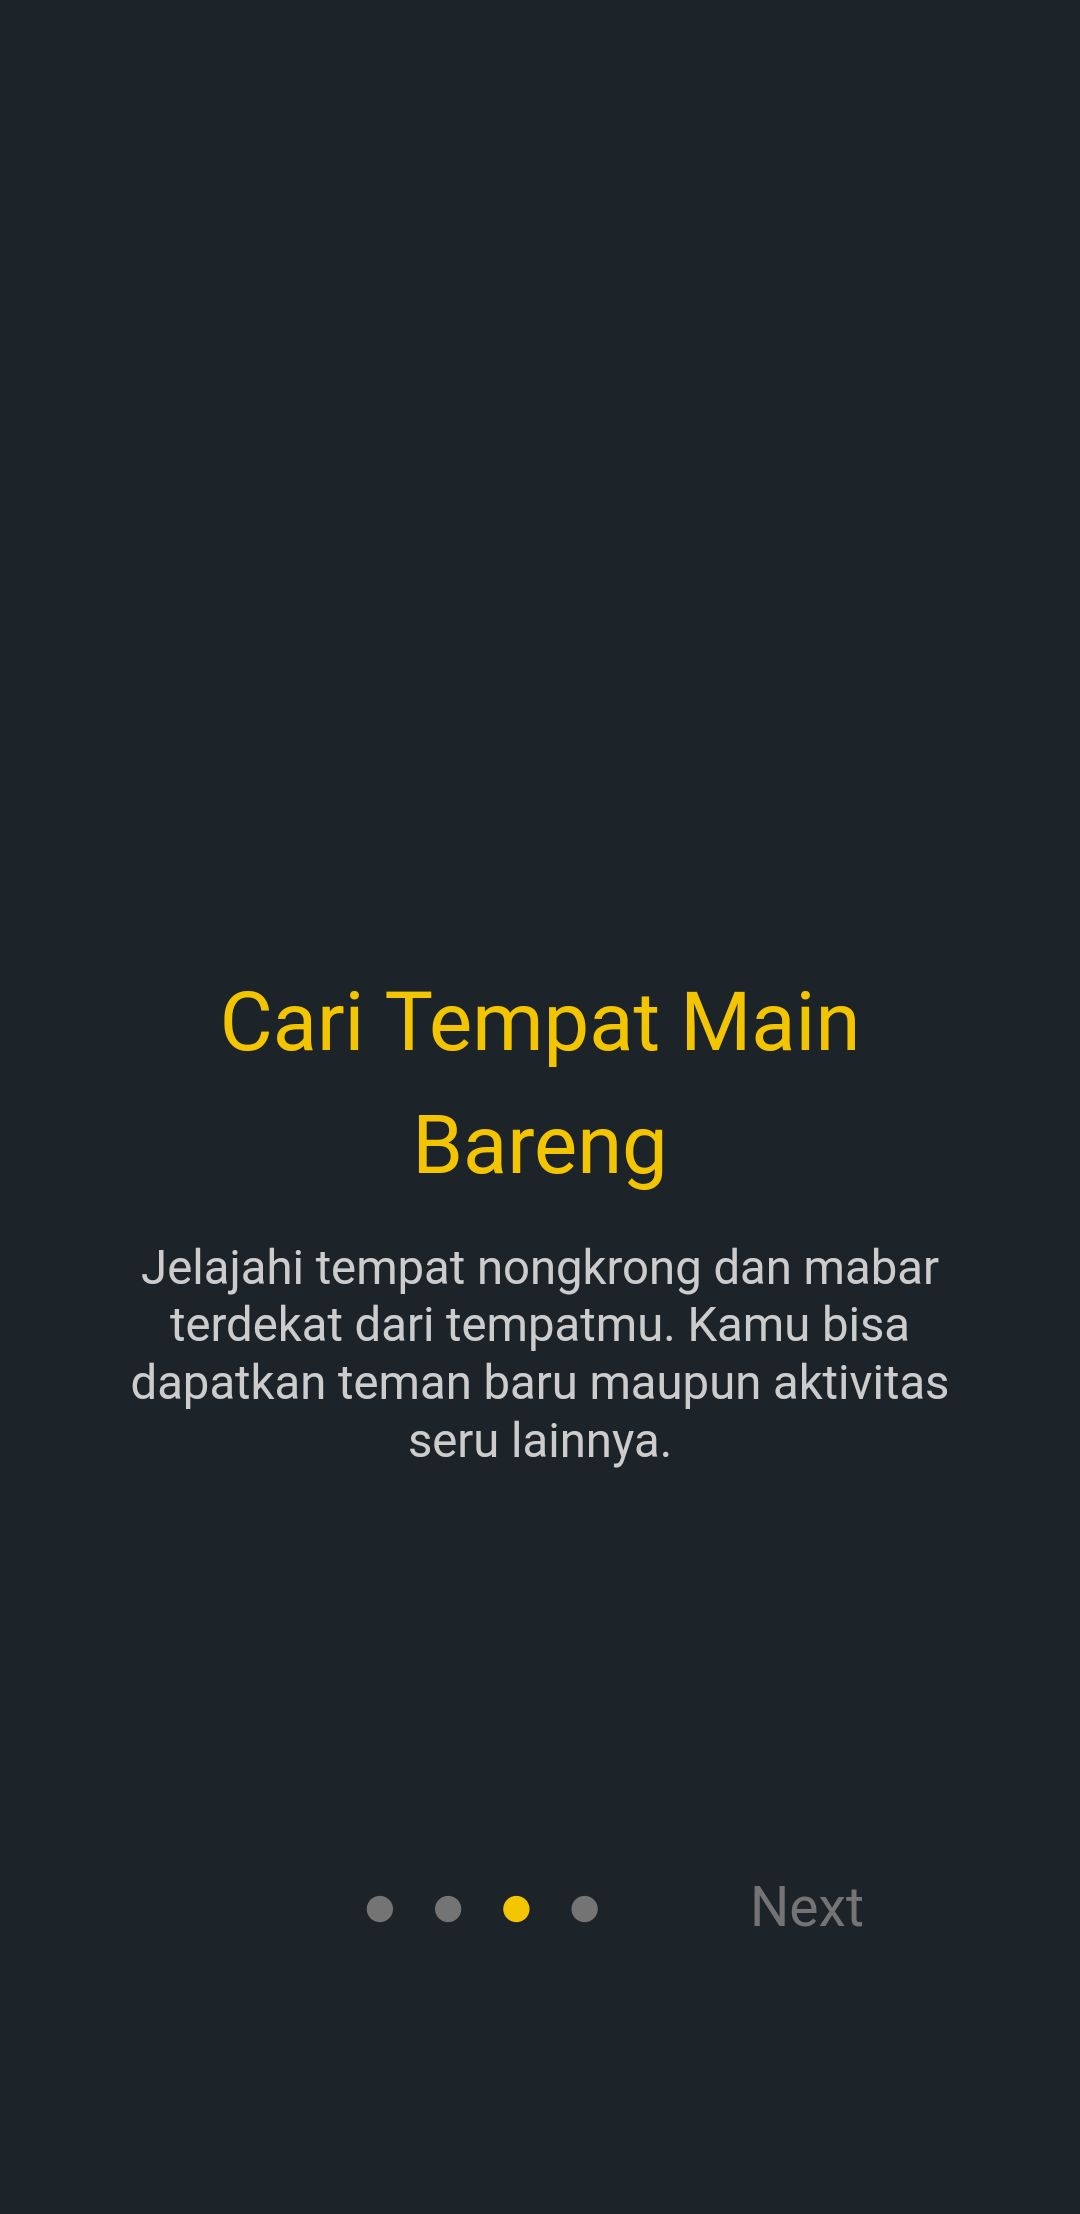 Cari Tempat Main
Bareng
Jelajahi tempat nongkrong dan mabar
terdekat dari tempatmu. Kamu bisa
dapatkan teman baru maupun aktivitas
seru lainnya.
Next